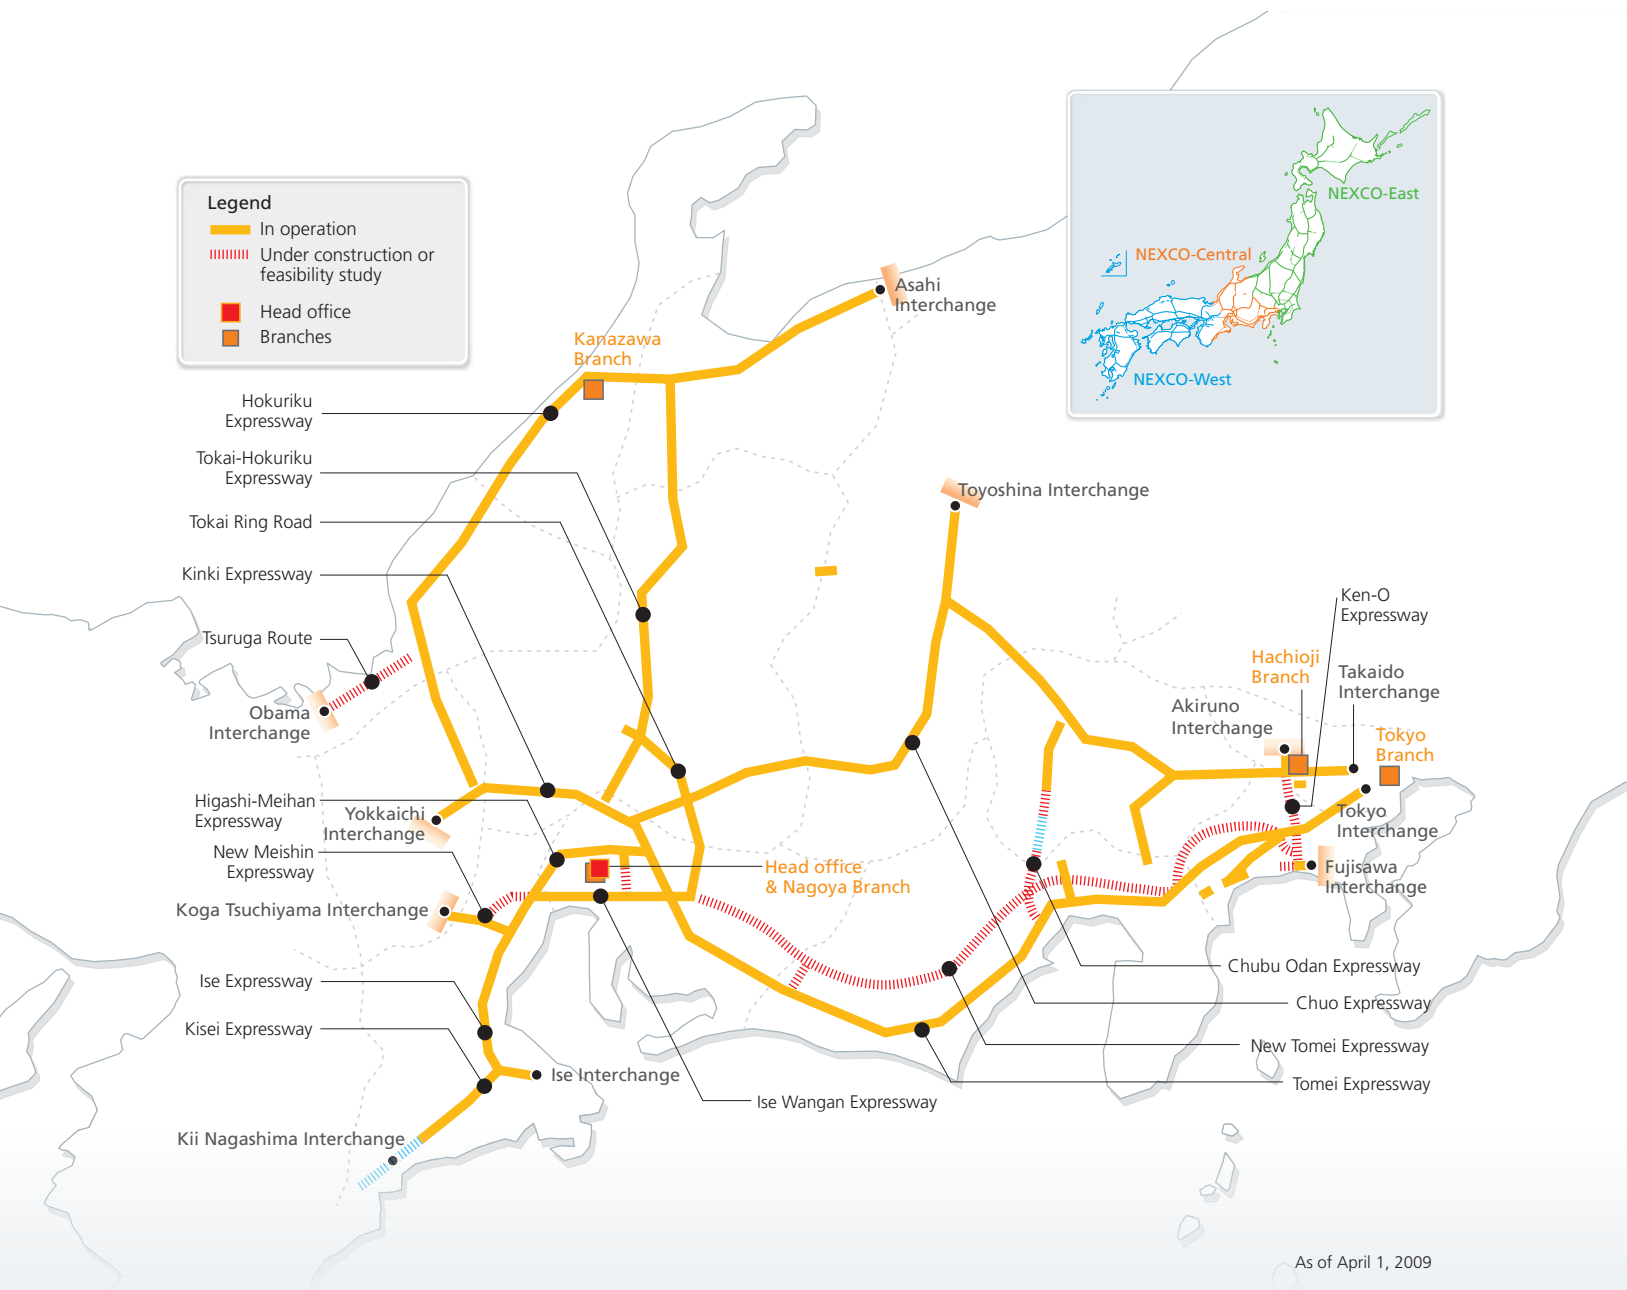 Legend
In operation
Under construction or
feasibility study
Head office
Branches
NEXCO-East
NEXCO-Central
NEXCO-West
Asahi
Interchange
Kanazawa
Branch
Hokuriku
Expressway
Tokai-Hokuriku
Expressway
Toyoshina Interchange
Tokai Ring Road
Kinki Expressway
Ken-O
Expressway
Tsuruga Route
Hachioji
Branch
Takaido
Interchange
Obama
Interchange
Akiruno
Interchange
Tokyo
Branch
Higashi-Meihan
Expressway
Yokkaichi
Interchange
Tokyo
Interchange
New Meishin
Expressway
Head office
& Nagoya Branch
Fujisawa
Interchange
Koga Tsuchiyama Interchange
Chubu Odan Expressway
Ise Expressway
Chuo Expressway
Kisei Expressway
New Tomei Expressway
Ise Interchange
Tomei Expressway
Ise Wangan Expressway
Kii Nagashima Interchange
As of April 1, 2009